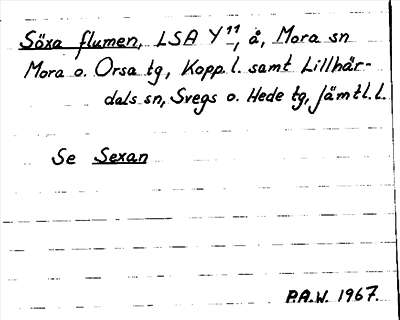 Söxa flumen, LSA Y 11, å, Mora sn
Mora o. Orsa tg, Kopp. l. samt Lillhär-
dals sn, Svegs o. Hede tg, Jämtl. l.
Se Sexan
P.A.W. 1967.